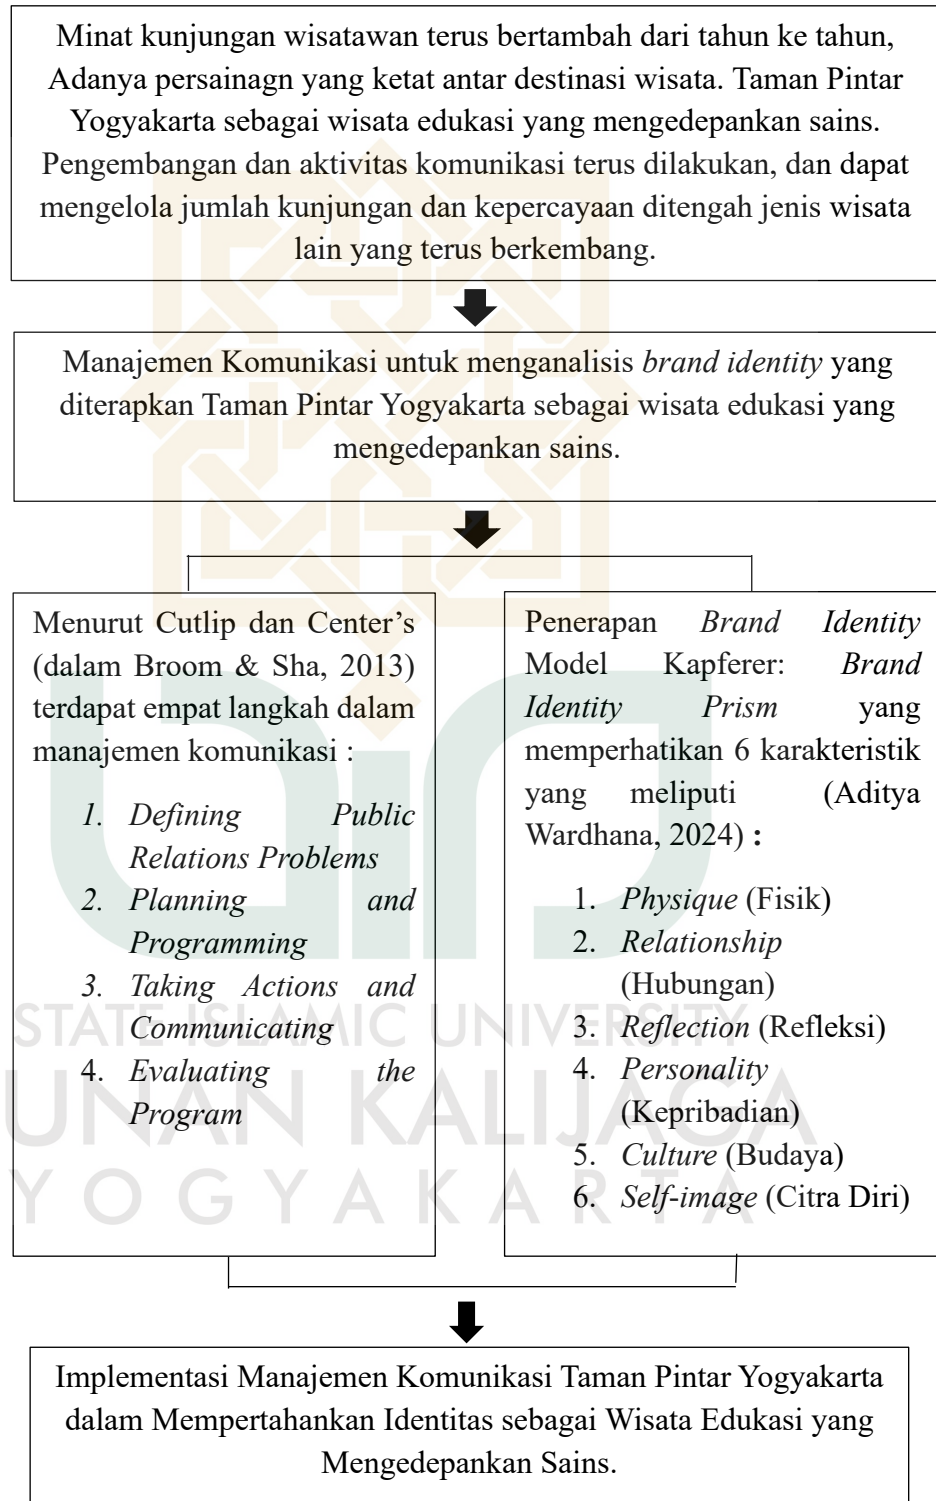 Minat kunjungan wisatawan terus bertambah dari tahun ke tahun,
Adanya persainagn yang ketat antar destinasi wisata. Taman Pintar
Yogyakarta sebagai wisata edukasi yang mengedepankan sains.
Pengembangan dan aktivitas komunikasi terus dilakukan, dan dapat
mengelola jumlah kunjungan dan kepercayaan ditengah jenis wisata
lain yang terus berkembang.
Manajemen Komunikasi untuk menganalisis brand identity yang
diterapkan Taman Pintar Yogyakarta sebagai wisata edukasi yang
mengedepankan sains.
Menurut Cutlip dan Center’s
(dalam Broom & Sha, 2013)
terdapat empat langkah dalam
manajemen komunikasi :
1. Defining Public
Relations Problems
2. Planning and
Programming
3. Taking Actions and
Communicating
4. Evaluating the
Program
Penerapan Brand Identity
Model Kapferer: Brand
Identity Prism yang
memperhatikan 6 karakteristik
yang meliputi (Aditya
Wardhana, 2024) :
1. Physique (Fisik)
2. Relationship
(Hubungan)
3. Reflection (Refleksi)
4. Personality
(Kepribadian)
5. Culture (Budaya)
6. Self-image (Citra Diri)
STATE ISLAMIC UNIVERSITY
UNAN KALIJAGA
YOGYAKARTA
Implementasi Manajemen Komunikasi Taman Pintar Yogyakarta
dalam Mempertahankan Identitas sebagai Wisata Edukasi yang
Mengedepankan Sains.